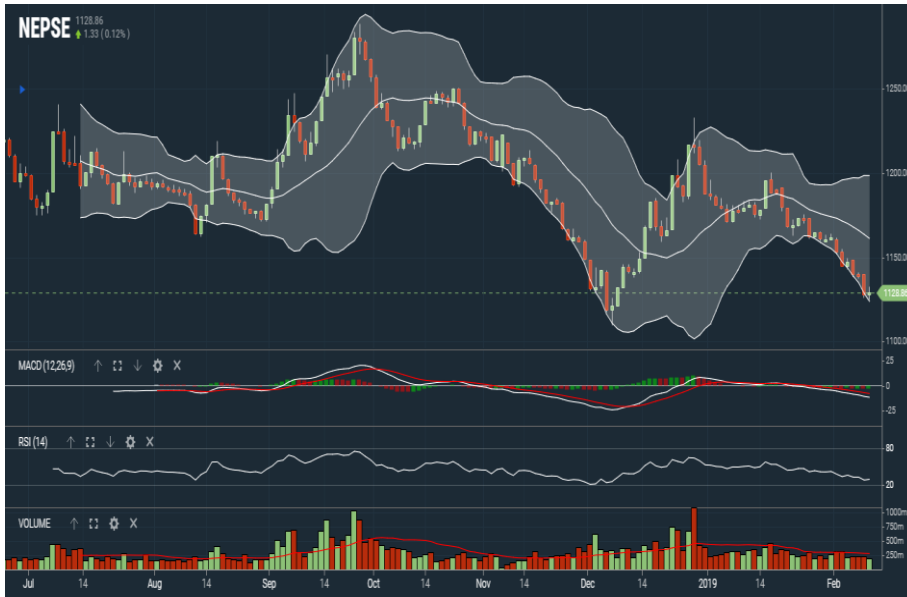 NEPSE 1128.86
1.33 ( 0.12% )
1250.00
1200.00
1150.00
1128.86
1100.00
MACD (12,26,9)
25
0
-25
RSI (14)
80
20
VOLUME
1000m
750m
500m
250m
Jul 14 Aug 14 Sep 14 Oct 14 Nov 14 Dec 14 2019 14 Feb